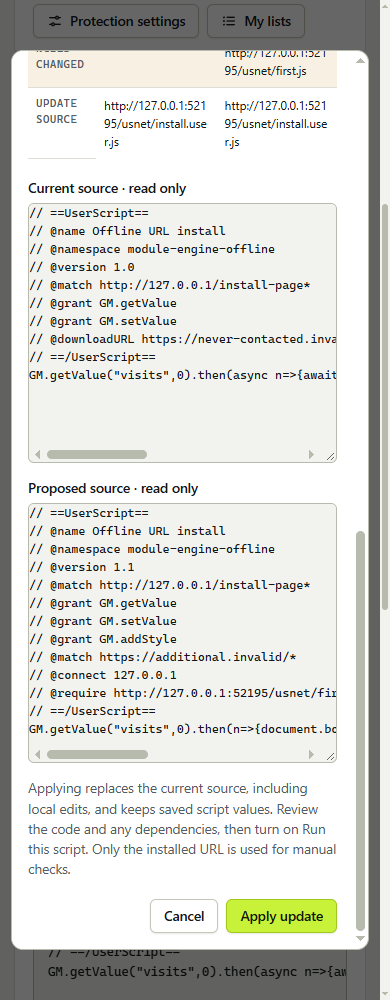 Protection settings
My lists
CHANGED
http://127.0.0.1:521
95/usnet/first.js
UPDATE
SOURCE
http://127.0.0.1:521
95/usnet/install.use
r.js
http://127.0.0.1:521
95/usnet/install.use
r.js
Current source · read only
// ==UserScript==
// @name Offline URL install
// @namespace module-engine-offline
// @version 1.0
// @match http://127.0.0.1/install-page*
// @grant GM.getValue
// @grant GM.setValue
// @downloadURL https://never-contacted.inva
// ==/UserScript==
GM.getValue("visits",0).then(async n=>{await
Proposed source · read only
// ==UserScript==
// @name Offline URL install
// @namespace module-engine-offline
// @version 1.1
// @match http://127.0.0.1/install-page*
// @grant GM.getValue
// @grant GM.setValue
// @grant GM.addStyle
// @match https://additional.invalid/*
// @connect 127.0.0.1
// @require http://127.0.0.1:52195/usnet/fir
// ==/UserScript==
GM.getValue("visits",0).then(n=>{document.bo
Applying replaces the current source, including
local edits, and keeps saved script values. Review
the code and any dependencies, then turn on Run
this script. Only the installed URL is used for manual
checks.
Cancel
Apply update
// ==/UserScript==
GM.getValue("visits",0).then(async n=>{aw